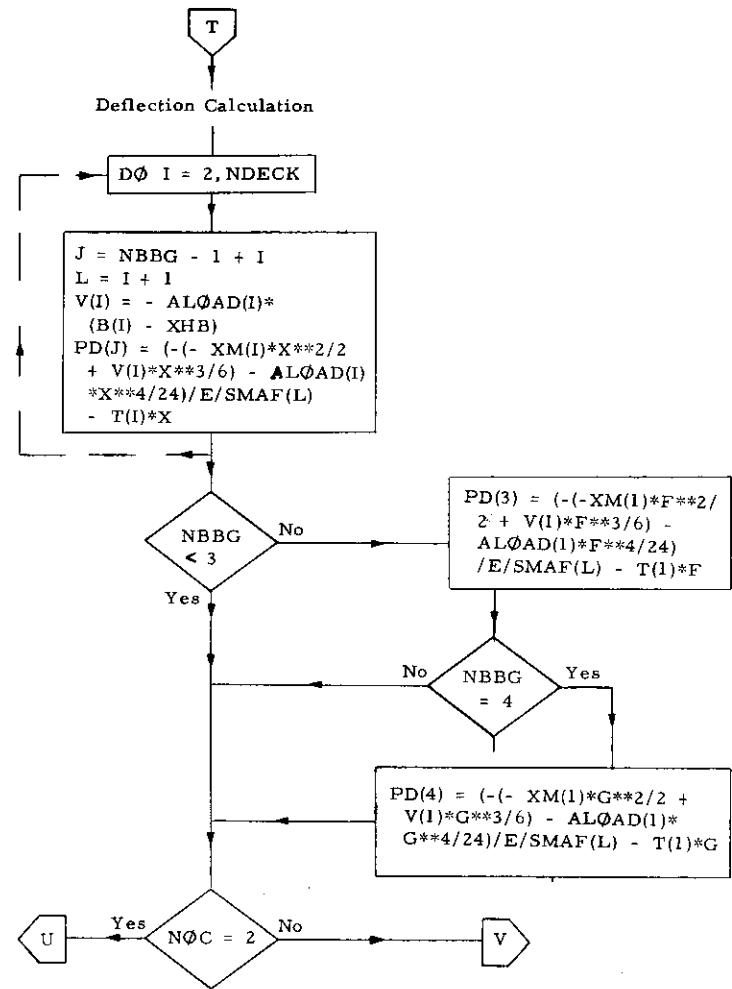 T
Deflection Calculation
DØ I = 2, NDECK
J = NBBG - 1 + I
L = I + 1
V(I) = - ALØAD(I)*
(B(I) - XHB)
PD(J) = (-(- XM(I)*X**2/2
+ V(I)*X**3/6) - ALØAD(I)
*X**4/24)/E/SMAF(L)
- T(I)*X
NBBG
< 3
No
Yes
PD(3) = (-(-XM(1)*F**2/
2 + V(1)*F**3/6) -
ALØAD(1)*F**4/24)
/E/SMAF(L) - T(1)*F
NBBG
= 4
No
Yes
PD(4) = (-(- XM(1)*G**2/2 +
V(1)*G**3/6) - ALØAD(1)*
G**4/24)/E/SMAF(L) - T(1)*G
NØC = 2
Yes
No
U
V